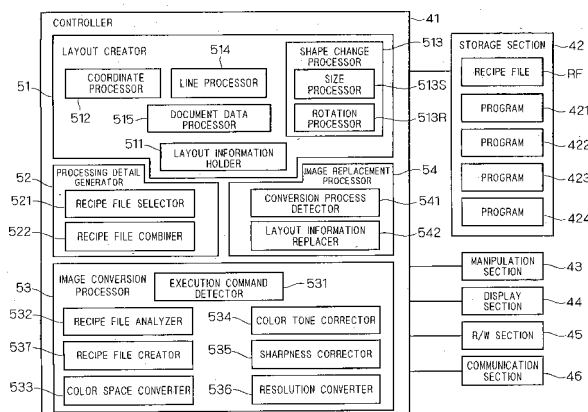 CONTROLLER
41
LAYOUT CREATOR
514
SHAPE CHANGE
PROCESSOR
513
COORDINATE
PROCESSOR
LINE PROCESSOR
SIZE
PROCESSOR
513S
51
512
515
DOCUMENT DATA
PROCESSOR
ROTATION
PROCESSOR
513R
511
LAYOUT INFORMATION
HOLDER
52
PROCESSING DETAIL
GENERATOR
IMAGE REPLACEMENT
PROCESSOR
54
521
RECIPE FILE SELECTOR
CONVERSION PROCESS
DETECTOR
541
522
RECIPE FILE COMBINER
LAYOUT INFORMATION
REPLACER
542
53
IMAGE CONVERSION
PROCESSOR
EXECUTION COMMAND
DETECTOR
531
532
RECIPE FILE ANALYZER
534
COLOR TONE CORRECTOR
537
RECIPE FILE CREATOR
535
SHARPNESS CORRECTOR
533
COLOR SPACE CONVERTER
536
RESOLUTION CONVERTER
42
STORAGE SECTION
RECIPE FILE
RF
PROGRAM
421
PROGRAM
422
PROGRAM
423
PROGRAM
424
MANIPULATION
SECTION
43
DISPLAY
SECTION
44
R/W SECTION
45
COMMUNICATION
SECTION
46